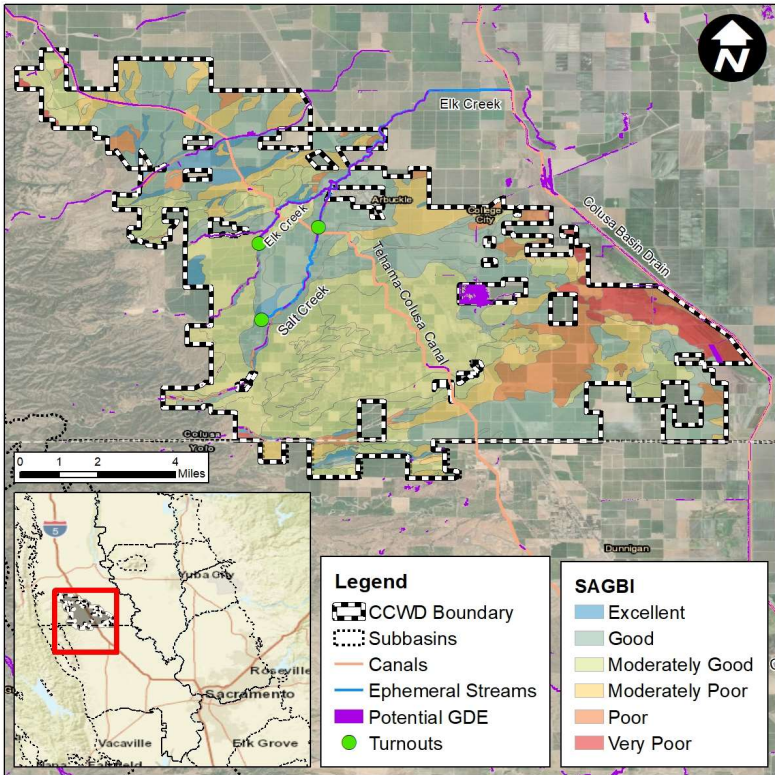 N
Elk Creek
Arbuckle
College
City
Elk Creek
Colusa Basin Drain
Tehama-Colusa Canal
Salt Creek
Colusa
Yolo
0 1 2 4
Miles
Dunnigan
5
Yuba City
Roseville
Sacramento
Vacaville
Elk Grove
Fairfield
Legend
CCWD Boundary
Subbasins
Canals
Ephemeral Streams
Potential GDE
Turnouts
SAGBI
Excellent
Good
Moderately Good
Moderately Poor
Poor
Very Poor